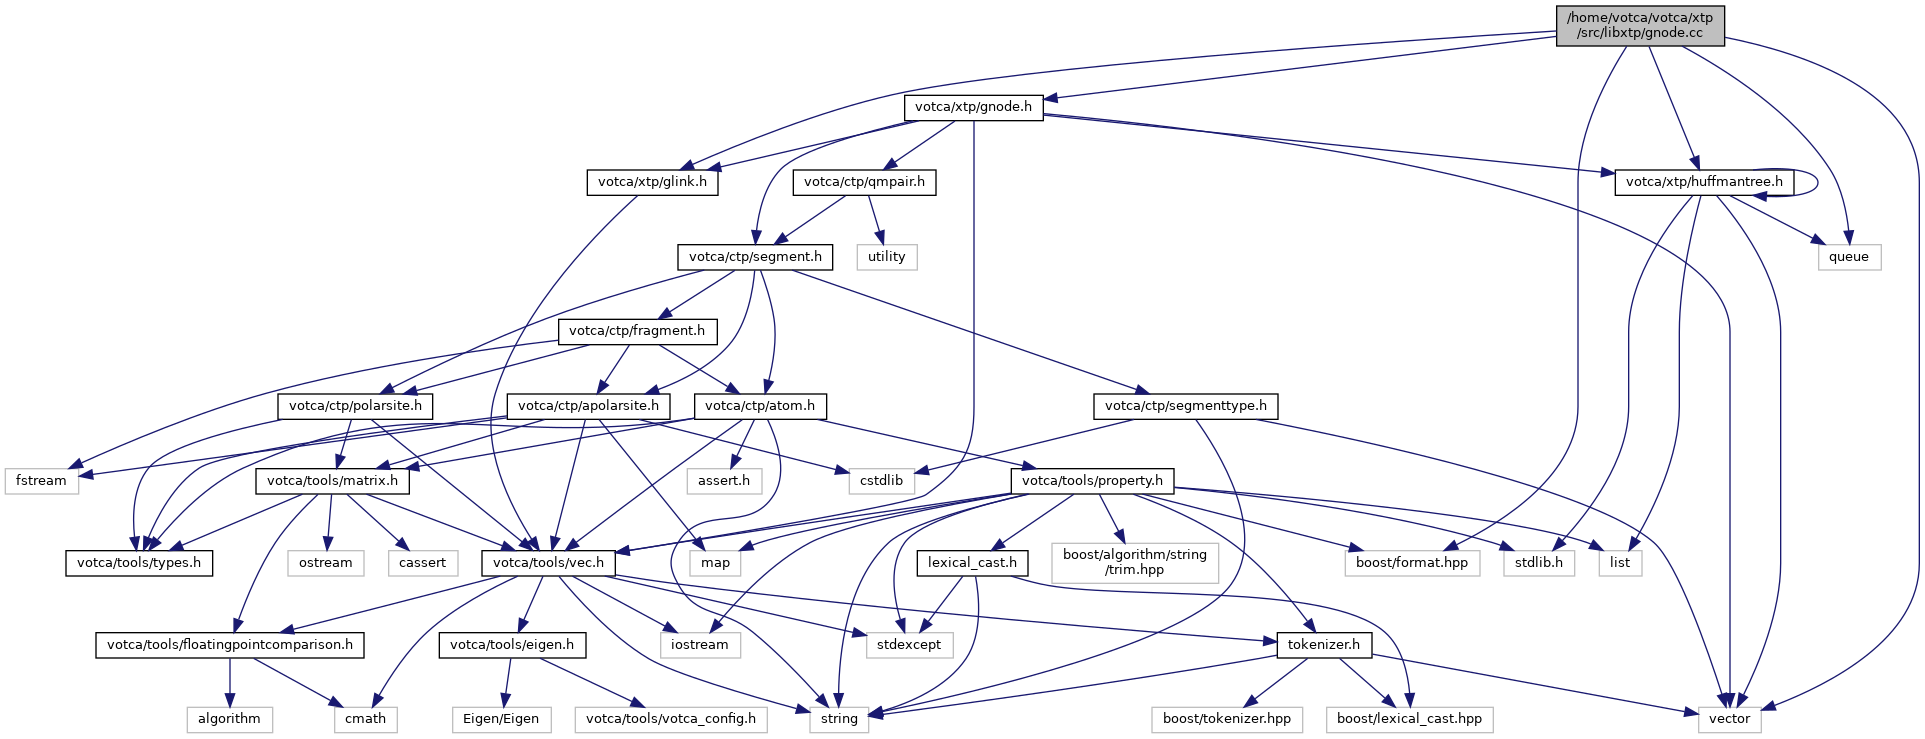 /home/votca/votca/xtp
/src/libxtp/gnode.cc
votca/xtp/gnode.h
votca/xtp/glink.h
votca/ctp/qmpair.h
votca/xtp/huffmantree.h
votca/ctp/segment.h
utility
queue
votca/ctp/fragment.h
votca/ctp/polarsite.h
votca/ctp/apolarsite.h
votca/ctp/atom.h
votca/ctp/segmenttype.h
fstream
votca/tools/matrix.h
assert.h
cstdlib
votca/tools/property.h
votca/tools/types.h
ostream
cassert
votca/tools/vec.h
map
lexical_cast.h
boost/algorithm/string
/trim.hpp
boost/format.hpp
stdlib.h
list
votca/tools/floatingpointcomparison.h
votca/tools/eigen.h
iostream
stdexcept
tokenizer.h
algorithm
cmath
Eigen/Eigen
votca/tools/votca_config.h
string
boost/tokenizer.hpp
boost/lexical_cast.hpp
vector